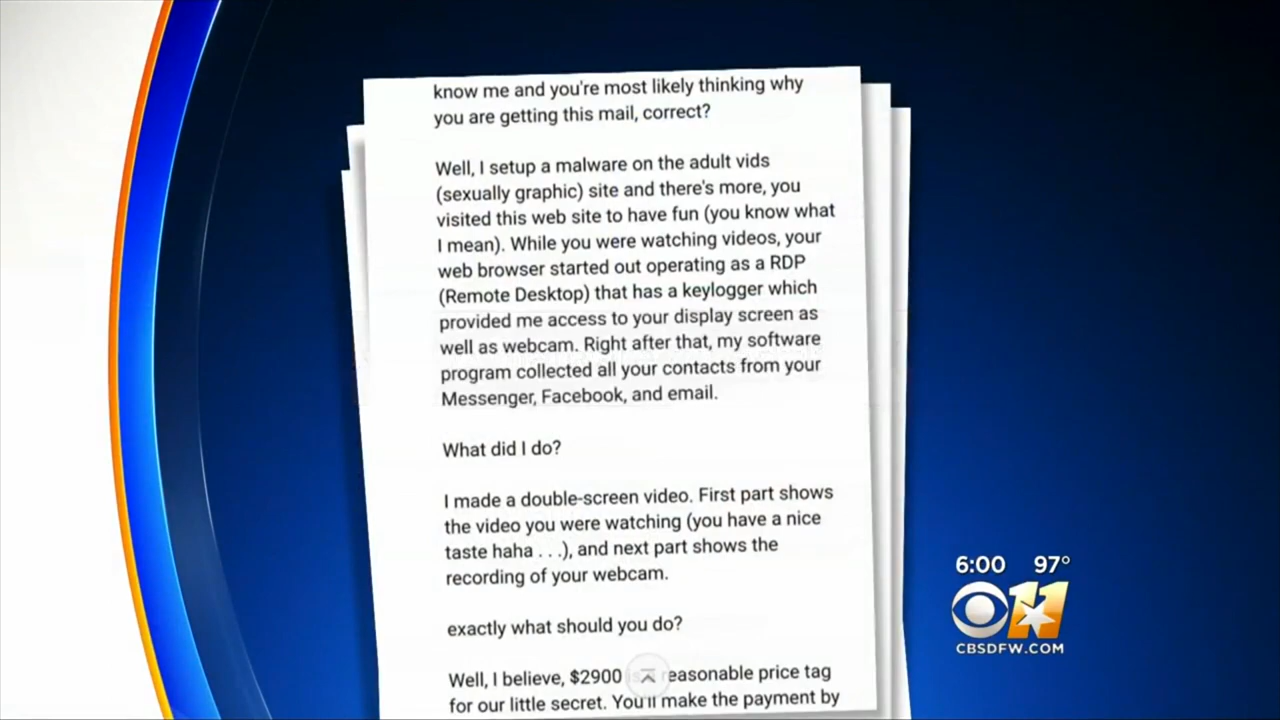 know me and you're most likely thinking why
you are getting this mail, correct?
Well, I setup a malware on the adult vids
(sexually graphic) site and there's more, you
visited this web site to have fun (you know what
I mean). While you were watching videos, your
web browser started out operating as a RDP
(Remote Desktop) that has a keylogger which
provided me access to your display screen as
well as webcam. Right after that, my software
program collected all your contacts from your
Messenger, Facebook, and email.
What did I do?
I made a double-screen video. First part shows
the video you were watching (you have a nice
taste haha . . .), and next part shows the
recording of your webcam.
exactly what should you do?
Well, I believe, $2900 reasonable price tag
for our little secret. You'll make the payment by
6:00 97°
11
CBSDFW.COM